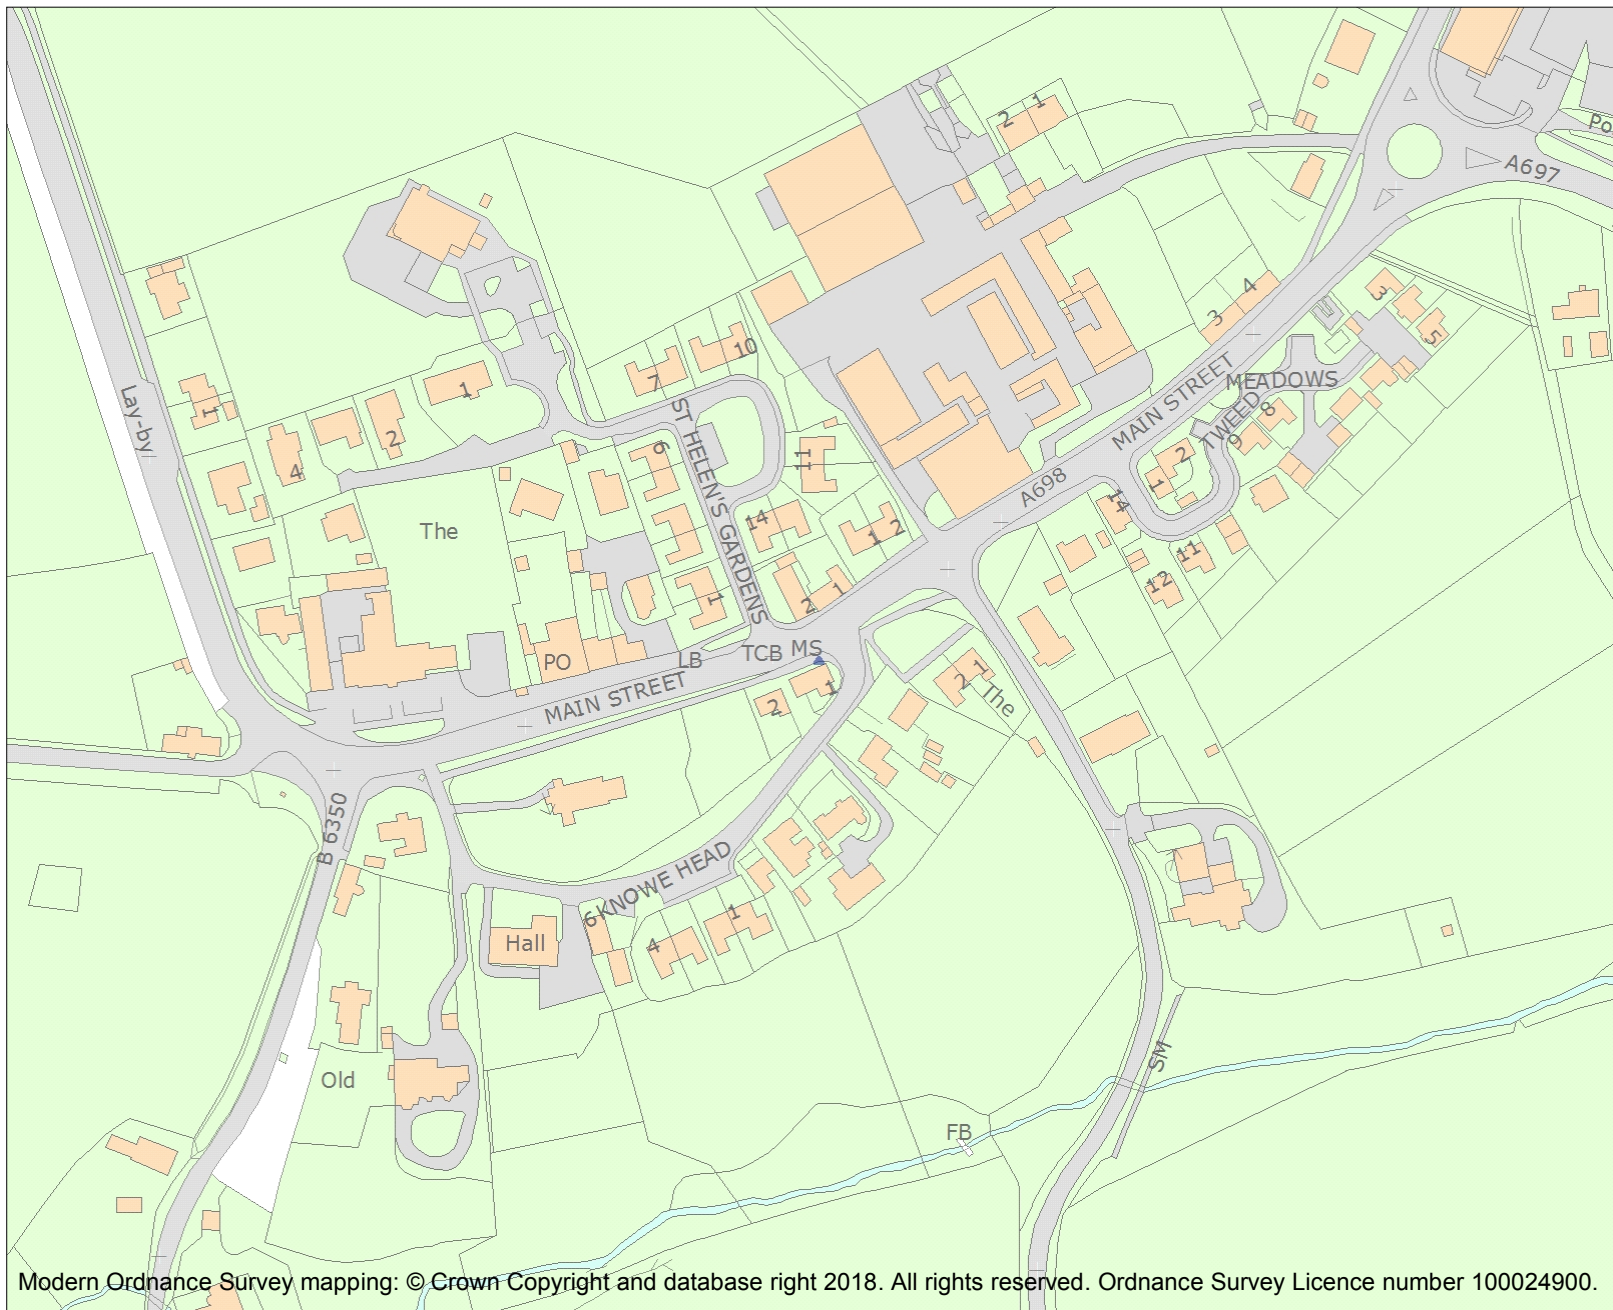 2
1
Po
A697
Lay-by
3
4
3
5
MEADOWS
7
10
1
1
2
4
MAIN STREET
TWEED
8
9
2
1
ST HELEN'S GARDENS
6
11
The
14
1
2
A698
14
11
12
1
2
1
PO
LB
TCB
MS
MAIN STREET
2
1
2
1
The
B 6350
KNOWE HEAD
6
1
4
Hall
Old
SM
FB
Modern Ordnance Survey mapping: © Crown Copyright and database right 2018. All rights reserved. Ordnance Survey Licence number 100024900.